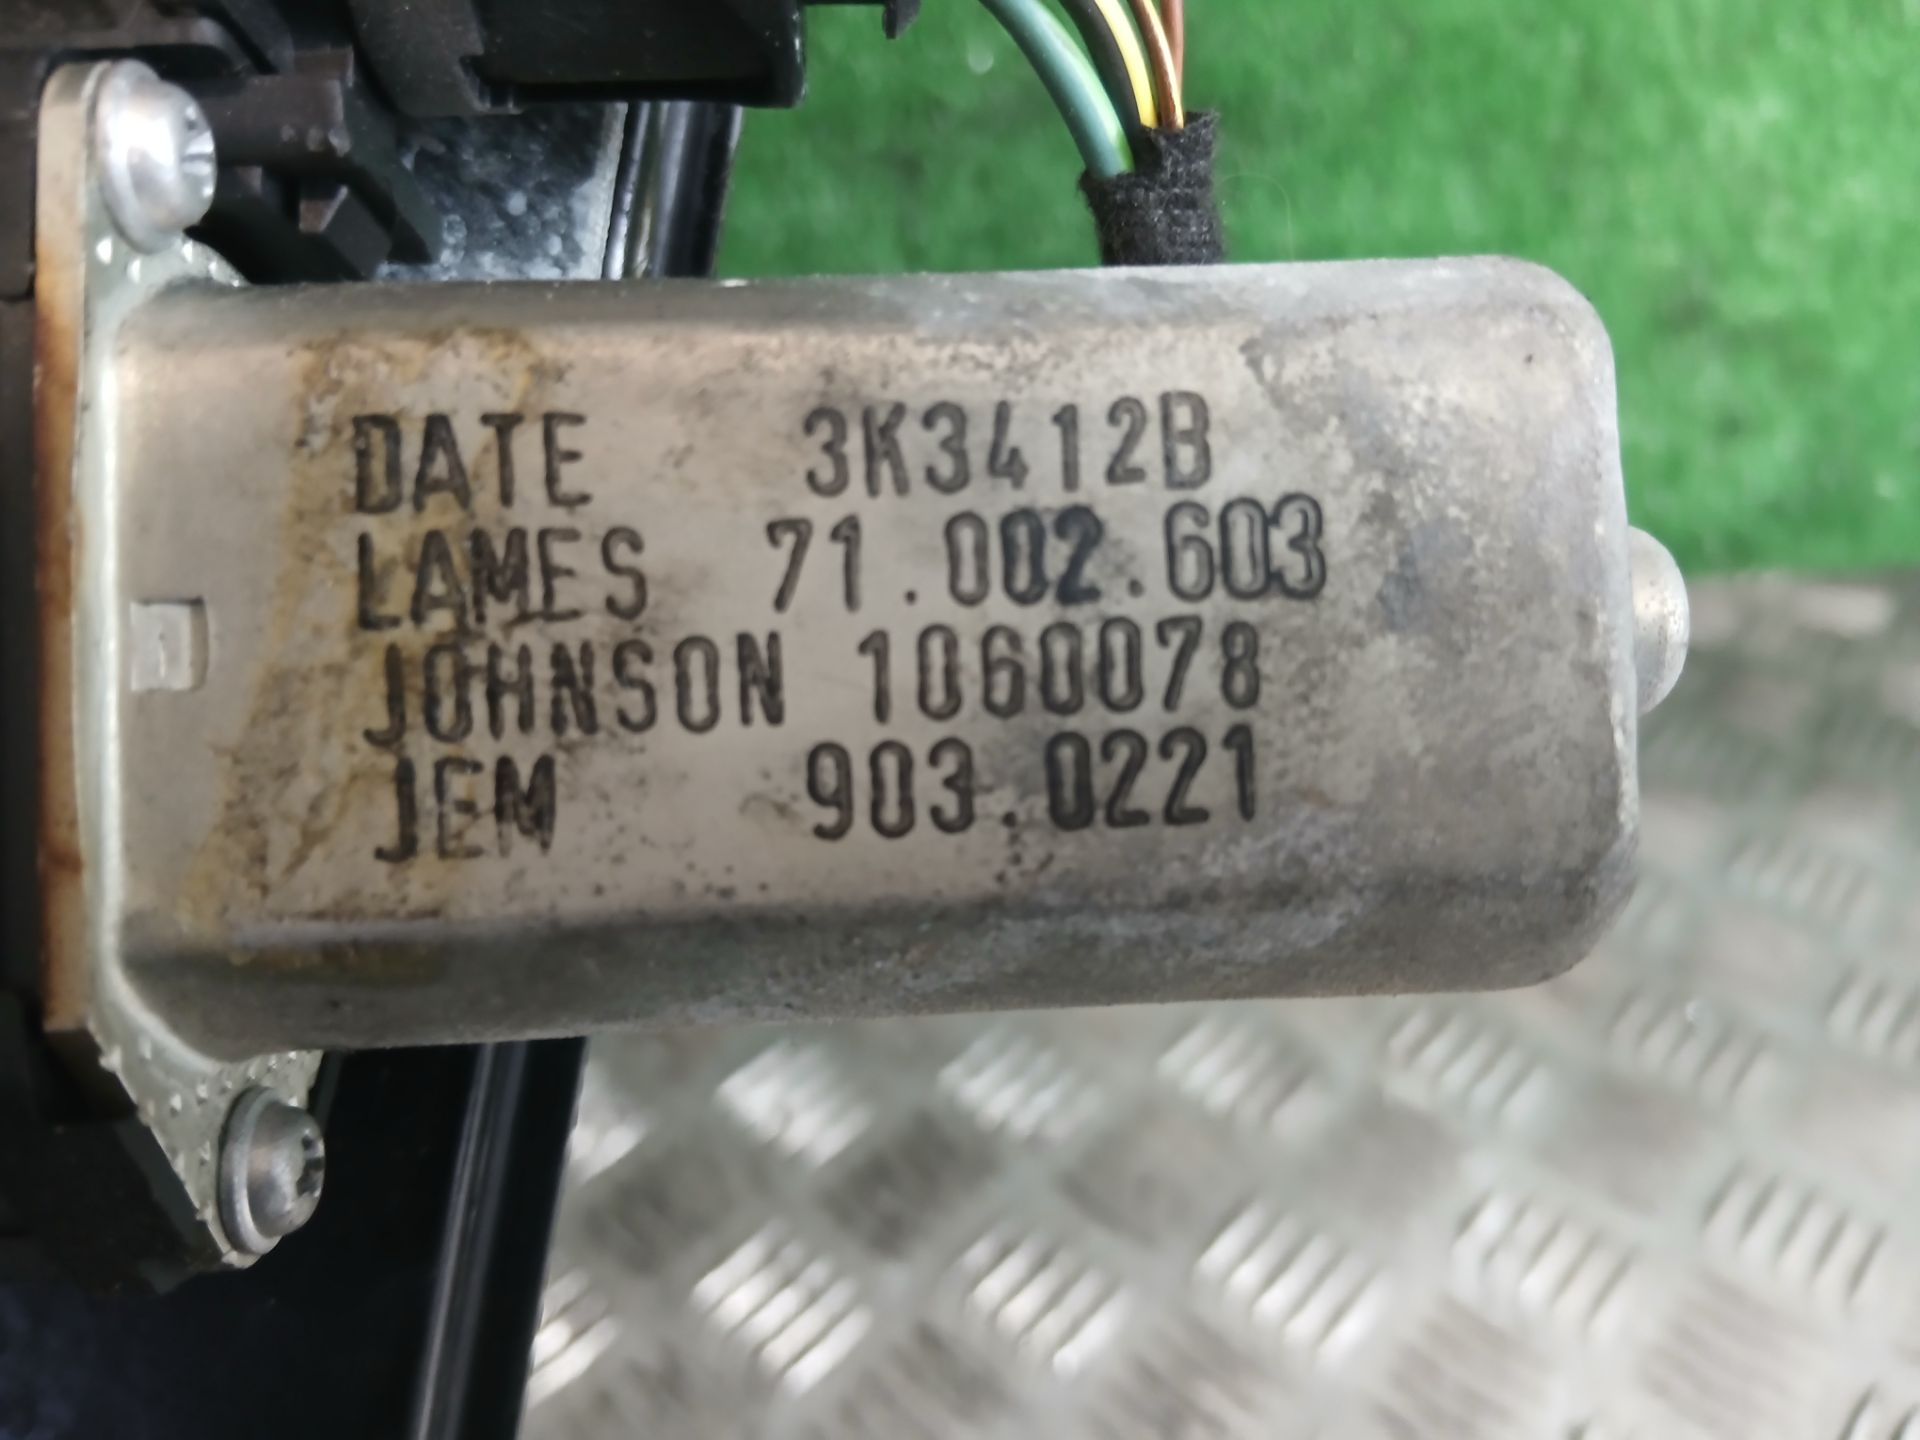 DATE 3K3412B
LAMES 71.002.603
JOHNSON 1060078
JEM 903.0221